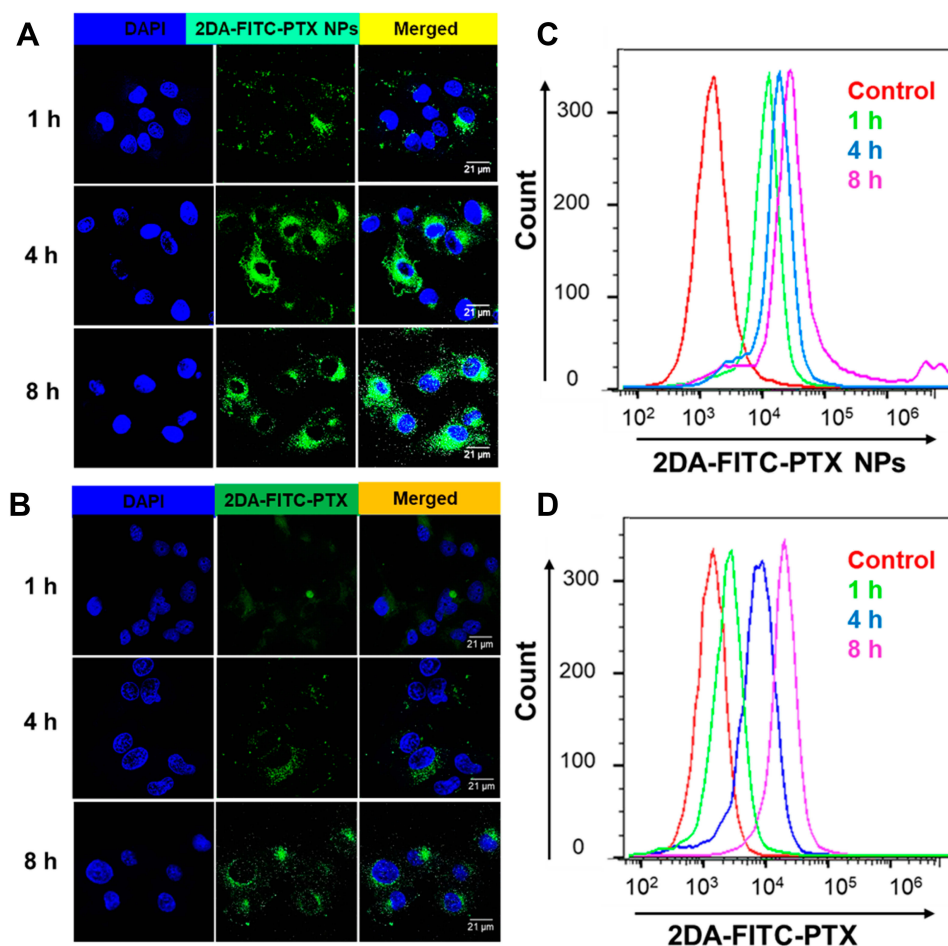 A
DAPI 2DA-FITC-PTX NPs Merged
1 h
21 µm
4 h
21 µm
8 h
21 µm
B
DAPI 2DA-FITC-PTX Merged
1 h
21 µm
4 h
21 µm
8 h
21 µm
C
Control
1 h
4 h
8 h
Count
300
200
100
0
10² 10³ 10⁴ 10⁵ 10⁶
2DA-FITC-PTX NPs
D
Control
1 h
4 h
8 h
Count
300
200
100
0
10² 10³ 10⁴ 10⁵ 10⁶
2DA-FITC-PTX